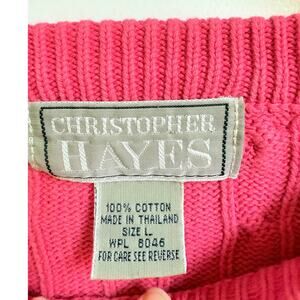 CHRISTOPHER
HAYES
100% COTTON
MADE IN THAILAND
SIZE L
WPL 8046
FOR CARE SEE REVERSE